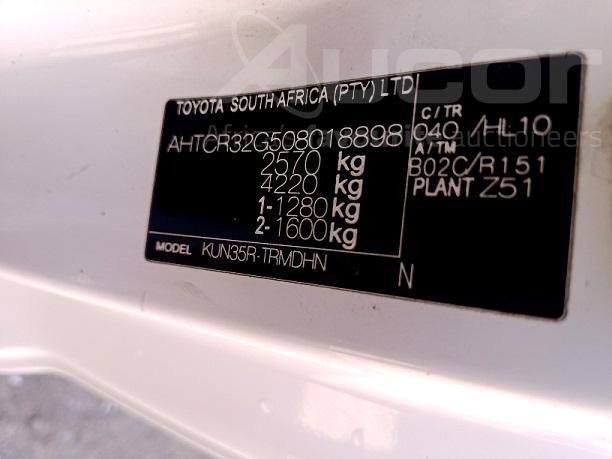 Aucor
TOYOTA SOUTH AFRICA (PTY) LTD
AHTCR32G508018898
2570 kg
4220 kg
1-1280 kg
2-1600 kg
MODEL KUN35R-TRMDHN
N
C/TR
040 /HL10
A/TM
B02C/R151
PLANT Z51
auctioneers